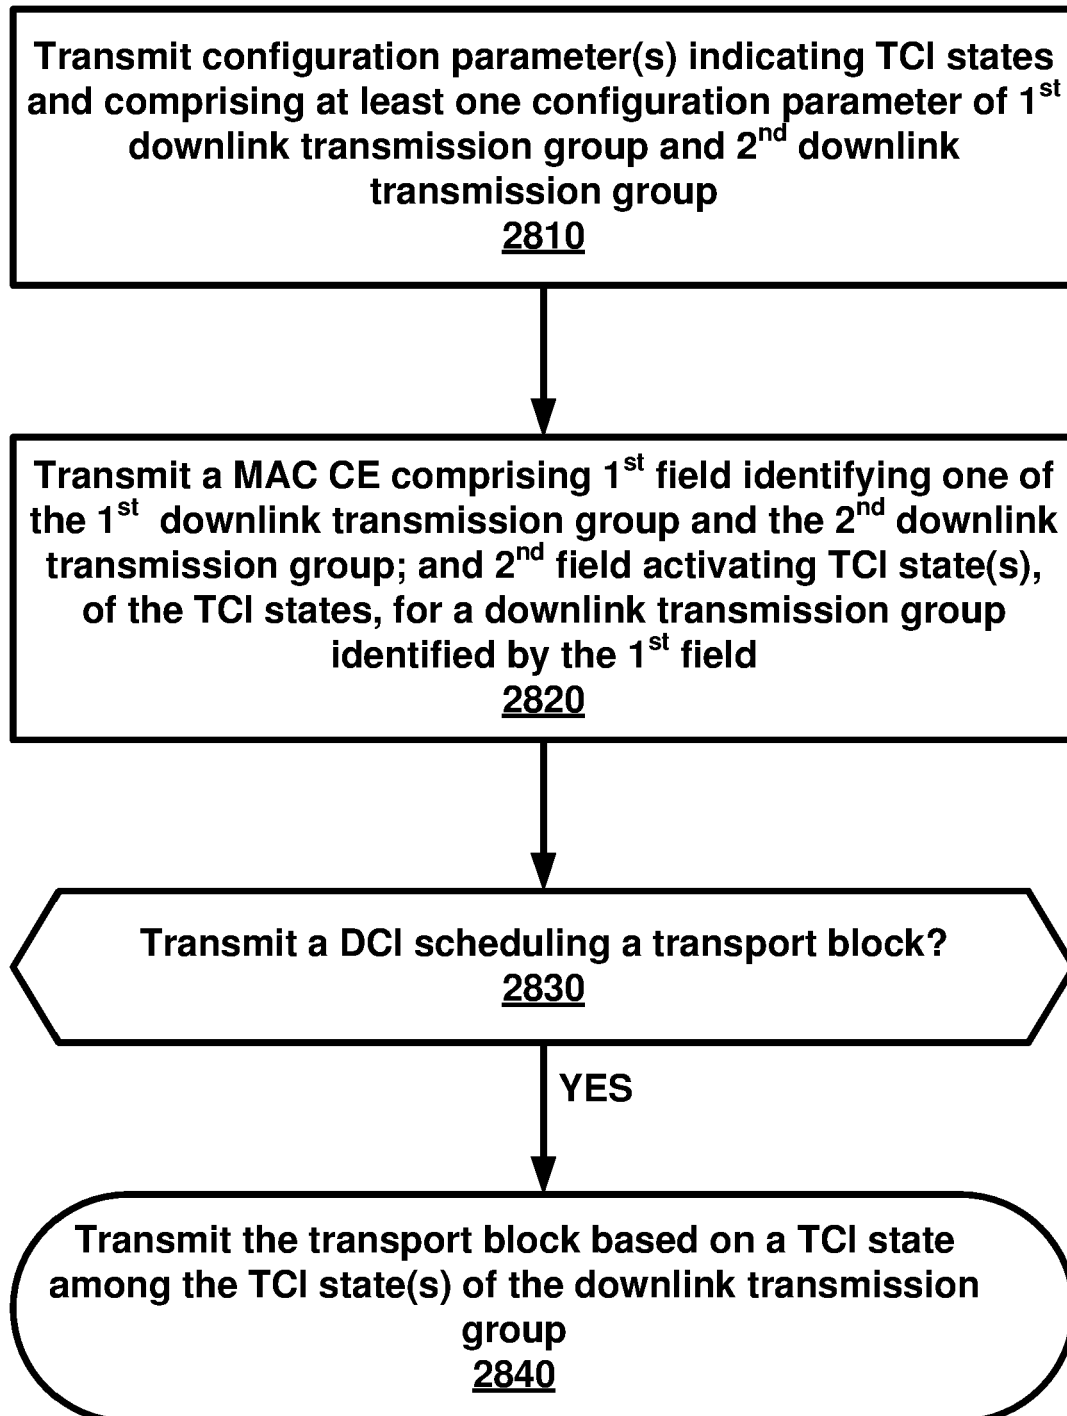 Transmit configuration parameter(s) indicating TCI states
and comprising at least one configuration parameter of 1st
downlink transmission group and 2nd downlink
transmission group
2810
Transmit a MAC CE comprising 1st field identifying one of
the 1st downlink transmission group and the 2nd downlink
transmission group; and 2nd field activating TCI state(s),
of the TCI states, for a downlink transmission group
identified by the 1st field
2820
Transmit a DCI scheduling a transport block?
2830
YES
Transmit the transport block based on a TCI state
among the TCI state(s) of the downlink transmission
group
2840